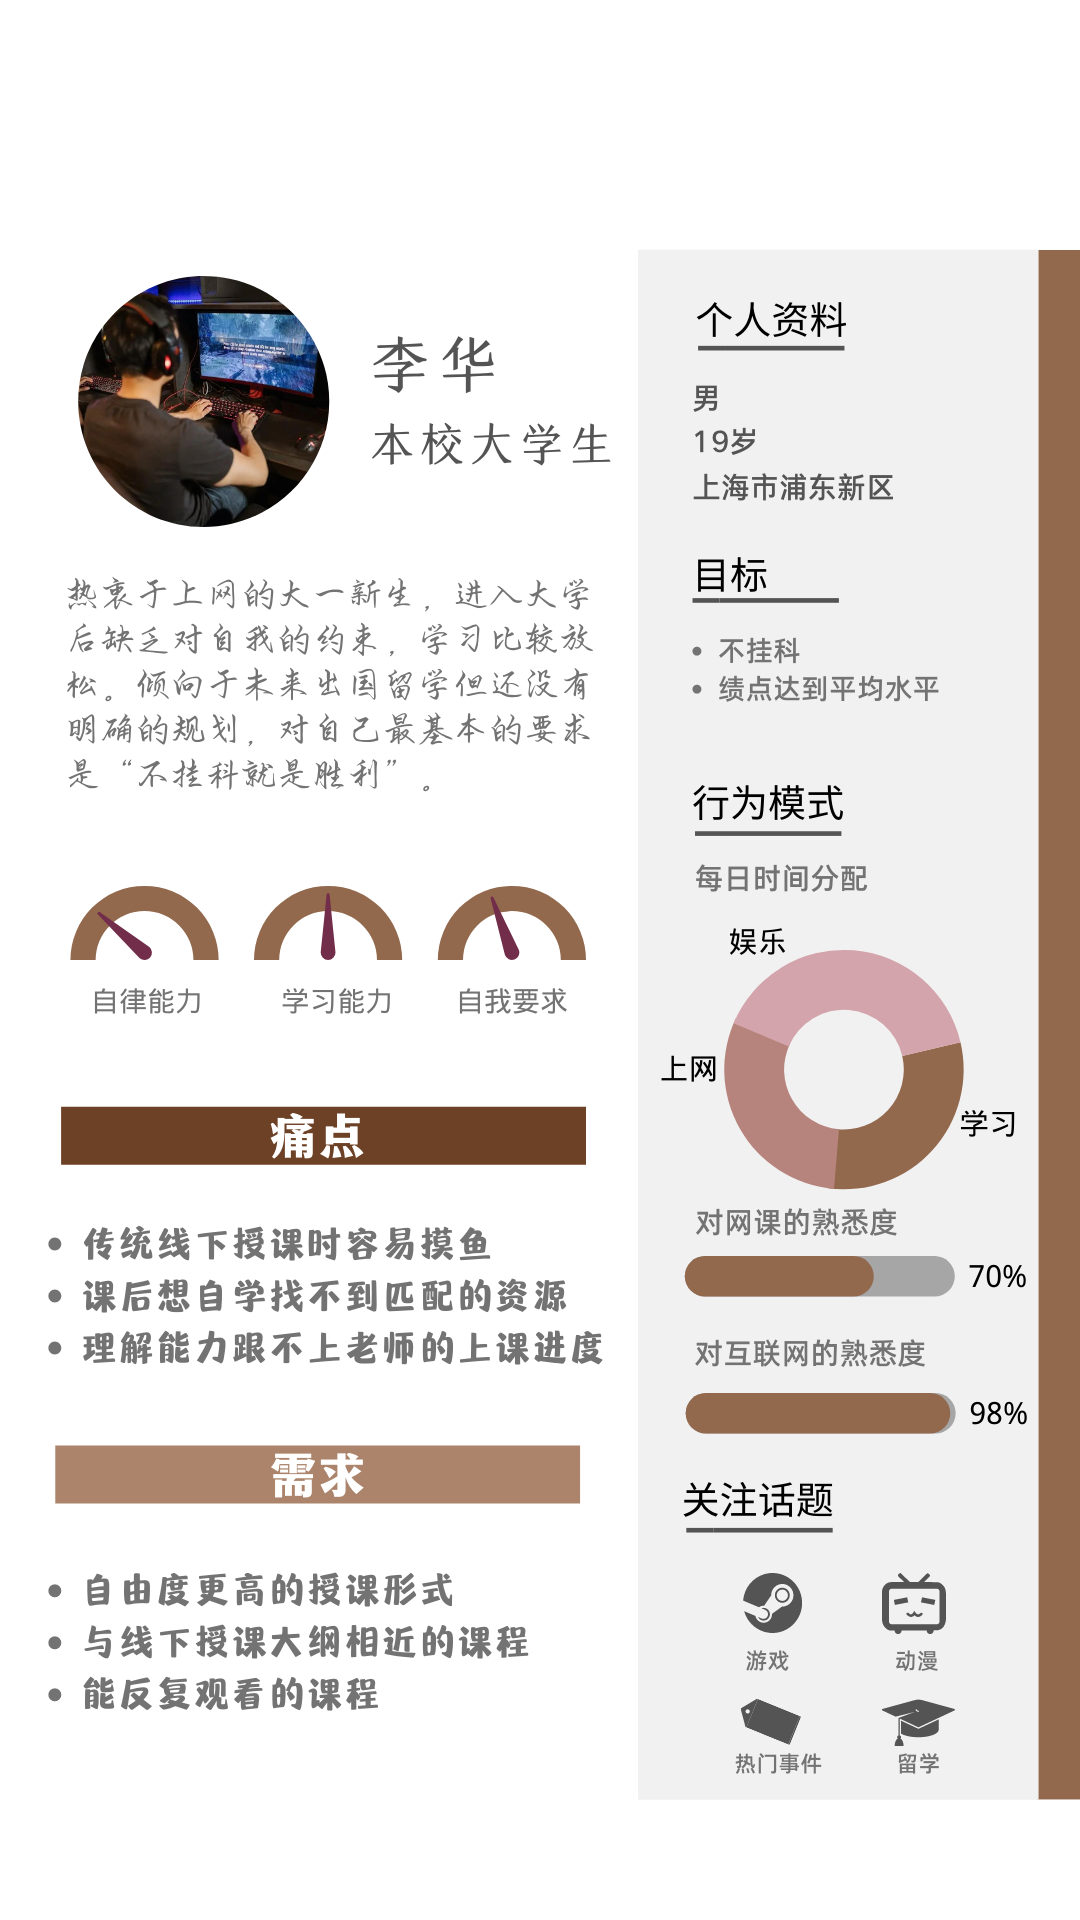 李华
本校大学生
热衷于上网的大一新生，进入大学
后缺乏对自我的约束，学习比较放
松。倾向于未来出国留学但还没有
明确的规划，对自己最基本的要求
是“不挂科就是胜利”。
自律能力
学习能力
自我要求
痛点
传统线下授课时容易摸鱼
课后想自学找不到匹配的资源
理解能力跟不上老师的上课进度
需求
自由度更高的授课形式
与线下授课大纲相近的课程
能反复观看的课程
个人资料
男
19岁
上海市浦东新区
目标
不挂科
绩点达到平均水平
行为模式
每日时间分配
娱乐
上网
学习
对网课的熟悉度
70%
对互联网的熟悉度
98%
关注话题
游戏
动漫
热门事件
留学